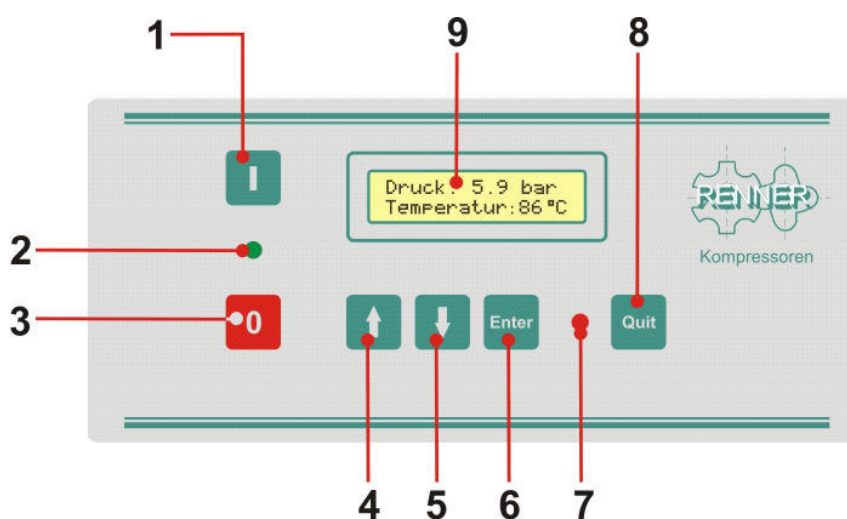 1
9
8
I
Druck: 5.9 bar
Temperatur:86°C
RENNER
Kompressoren
2
3
0
Enter
Quit
4
5
6
7